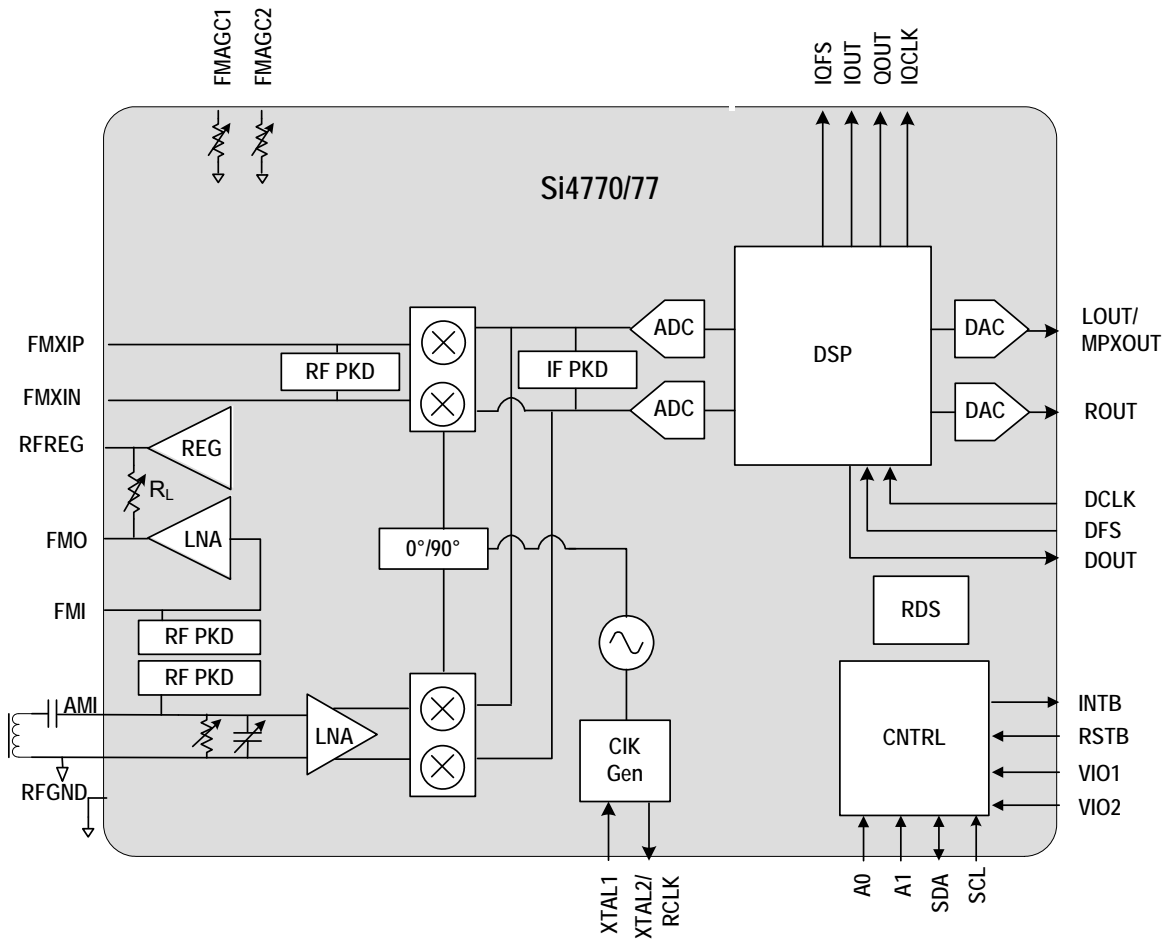 FMAGC1
FMAGC2
IQFS
IOUT
QOUT
IQCLK
Si4770/77
FMXIP
FMXIN
RFREG
FMO
FMI
AMI
RFGND
RF PKD
REG
RL
LNA
RF PKD
RF PKD
LNA
0°/90°
IF PKD
ADC
ADC
DSP
DAC
DAC
LOUT/
MPXOUT
ROUT
DCLK
DFS
DOUT
RDS
CNTRL
INTB
RSTB
VIO1
VIO2
ClK
Gen
XTAL1
XTAL2/
RCLK
A0
A1
SDA
SCL